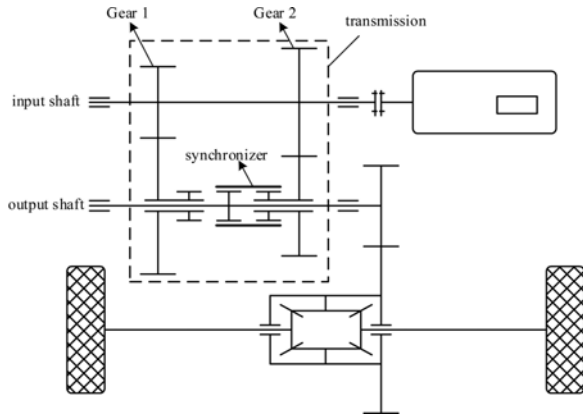 Gear 1
Gear 2
transmission
input shaft
synchronizer
output shaft